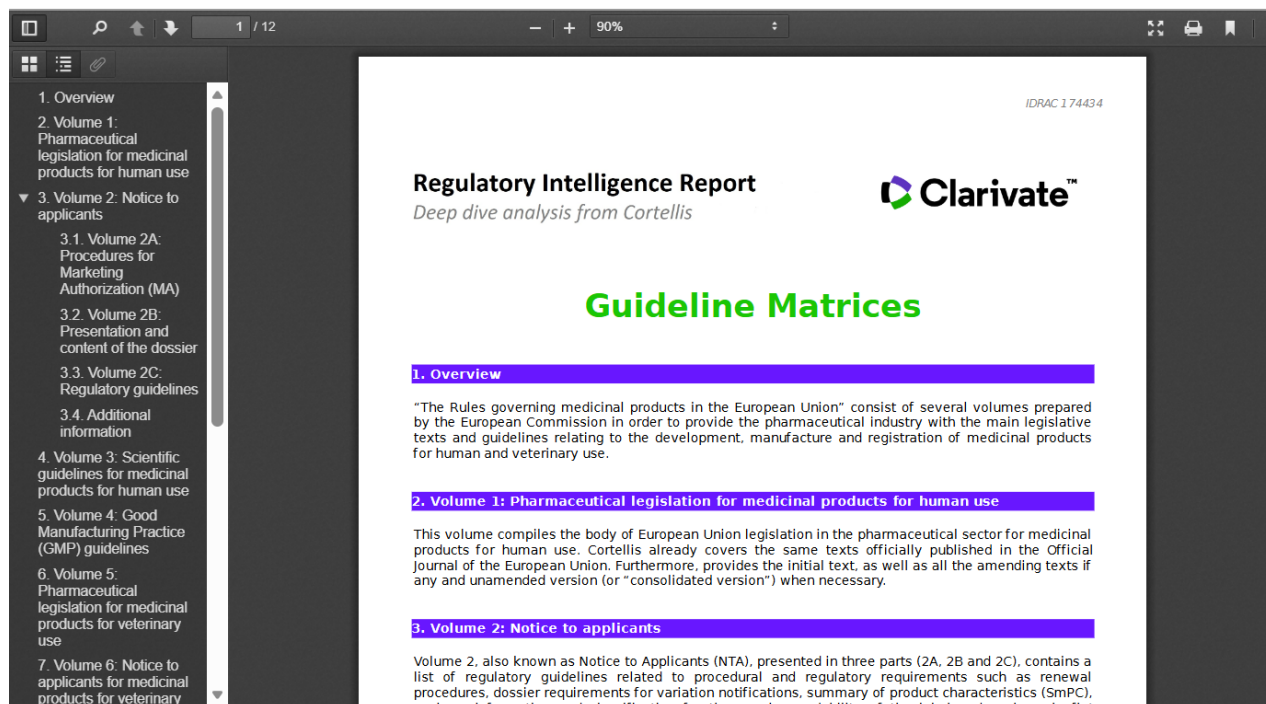 1 / 12
90%
1. Overview
2. Volume 1:
Pharmaceutical
legislation for medicinal
products for human use
3. Volume 2: Notice to
applicants
3.1. Volume 2A:
Procedures for
Marketing
Authorization (MA)
3.2. Volume 2B:
Presentation and
content of the dossier
3.3. Volume 2C:
Regulatory guidelines
3.4. Additional
information
4. Volume 3: Scientific
guidelines for medicinal
products for human use
5. Volume 4: Good
Manufacturing Practice
(GMP) guidelines
6. Volume 5:
Pharmaceutical
legislation for medicinal
products for veterinary
use
7. Volume 6: Notice to
applicants for medicinal
products for veterinary
IDRAC 174434
Regulatory Intelligence Report
Deep dive analysis from Cortellis
Clarivate™
Guideline Matrices
1. Overview
“The Rules governing medicinal products in the European Union” consist of several volumes prepared
by the European Commission in order to provide the pharmaceutical industry with the main legislative
texts and guidelines relating to the development, manufacture and registration of medicinal products
for human and veterinary use.
2. Volume 1: Pharmaceutical legislation for medicinal products for human use
This volume compiles the body of European Union legislation in the pharmaceutical sector for medicinal
products for human use. Cortellis already covers the same texts officially published in the Official
Journal of the European Union. Furthermore, provides the initial text, as well as all the amending texts if
any and unamended version (or “consolidated version”) when necessary.
3. Volume 2: Notice to applicants
Volume 2, also known as Notice to Applicants (NTA), presented in three parts (2A, 2B and 2C), contains a
list of regulatory guidelines related to procedural and regulatory requirements such as renewal
procedures, dossier requirements for variation notifications, summary of product characteristics (SmPC),